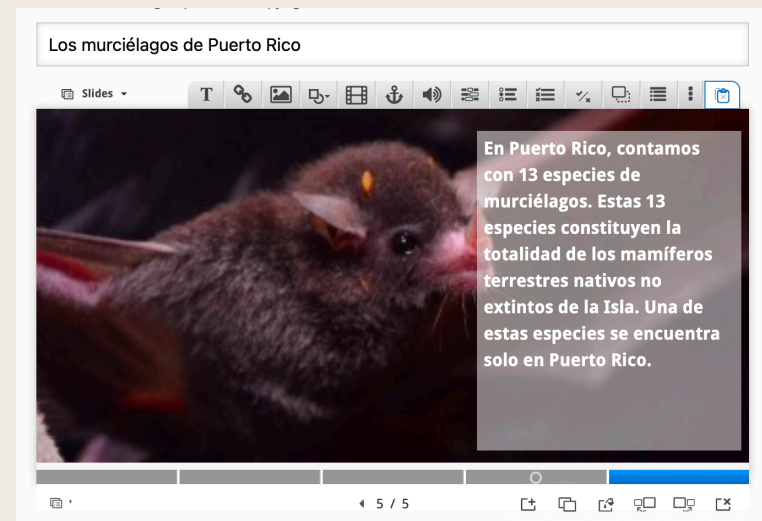 Los murciélagos de Puerto Rico
Slides
T
En Puerto Rico, contamos
con 13 especies de
murciélagos. Estas 13
especies constituyen la
totalidad de los mamíferos
terrestres nativos no
extintos de la Isla. Una de
estas especies se encuentra
solo en Puerto Rico.
5 / 5